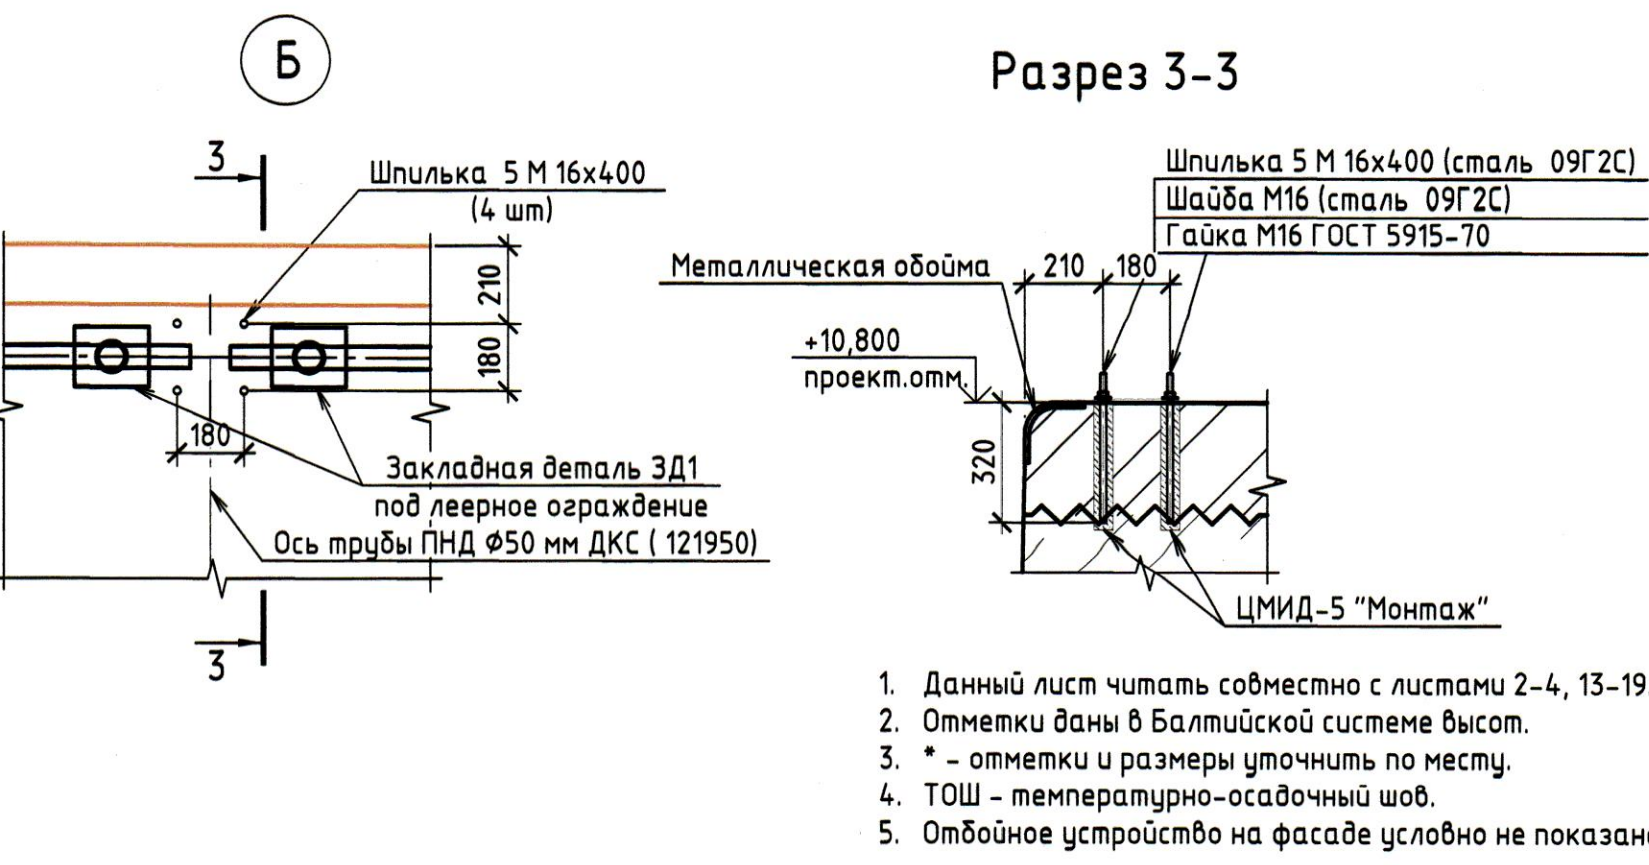 Б
Разрез 3-3
3
Шпилька 5 М 16х400
(4 шт)
210
180
180
Закладная деталь ЗД1
под леерное ограждение
Ось трубы ПНД Ф50 мм ДКС ( 121950)
3
Шпилька 5 М 16х400 (сталь 09Г2С)
Шайба М16 (сталь 09Г2С)
Гайка М16 ГОСТ 5915-70
Металлическая обойма
210
180
+10,800
проект.отм.
320
ЦМИД-5 "Монтаж"
1. Данный лист читать совместно с листами 2-4, 13-19.
2. Отметки даны в Балтийской системе высот.
3. * - отметки и размеры уточнить по месту.
4. ТОШ - температурно-осадочный шов.
5. Отбойное устройство на фасаде условно не показано